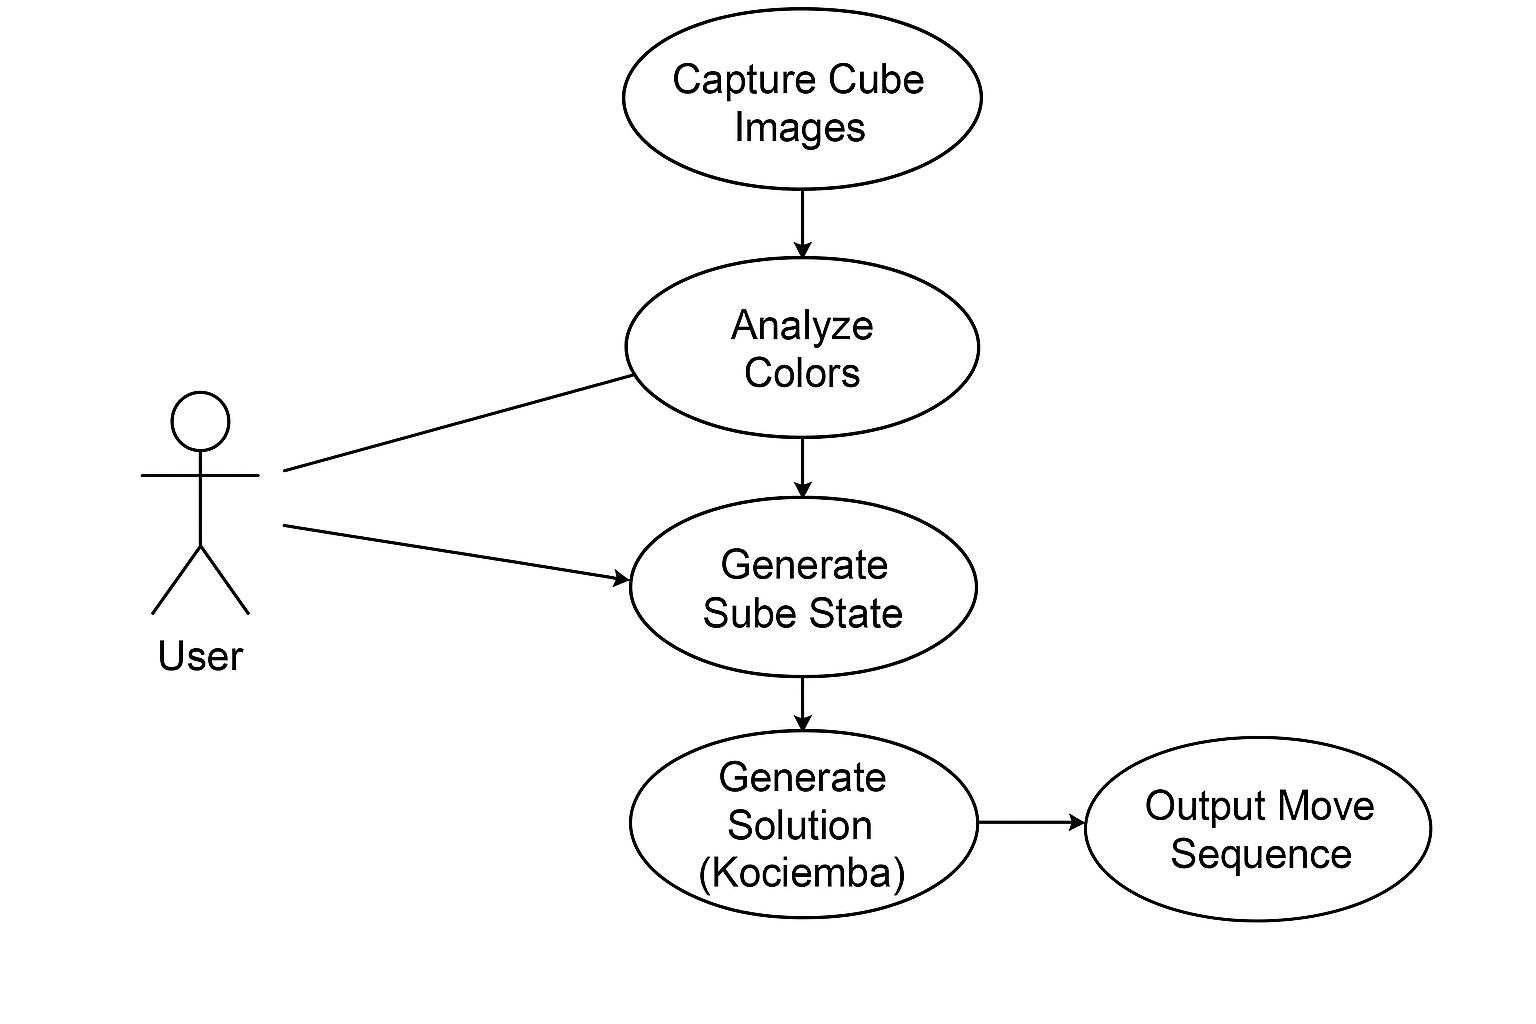 Capture Cube
Images
Analyze
Colors
User
Generate
Sube State
Generate
Solution
(Kociemba)
Output Move
Sequence